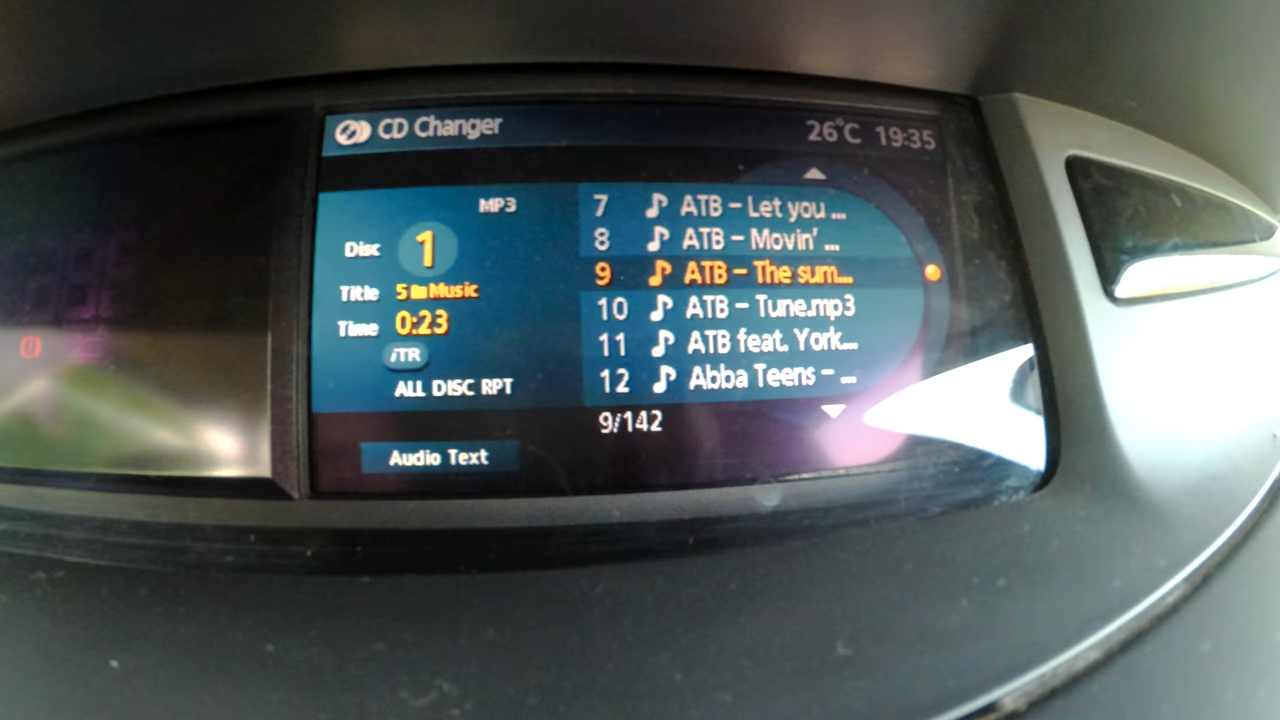 CD Changer 26°C 19:35
MP3
Disc 1
Title 5 Music
Time 0:23
iTR
ALL DISC RPT
7 ATB – Let you ...
8 ATB – Movin' ...
9 ATB – The sum...
10 ATB – Tune.mp3
11 ATB feat. York...
12 Abba Teens – ...
9/142
Audio Text